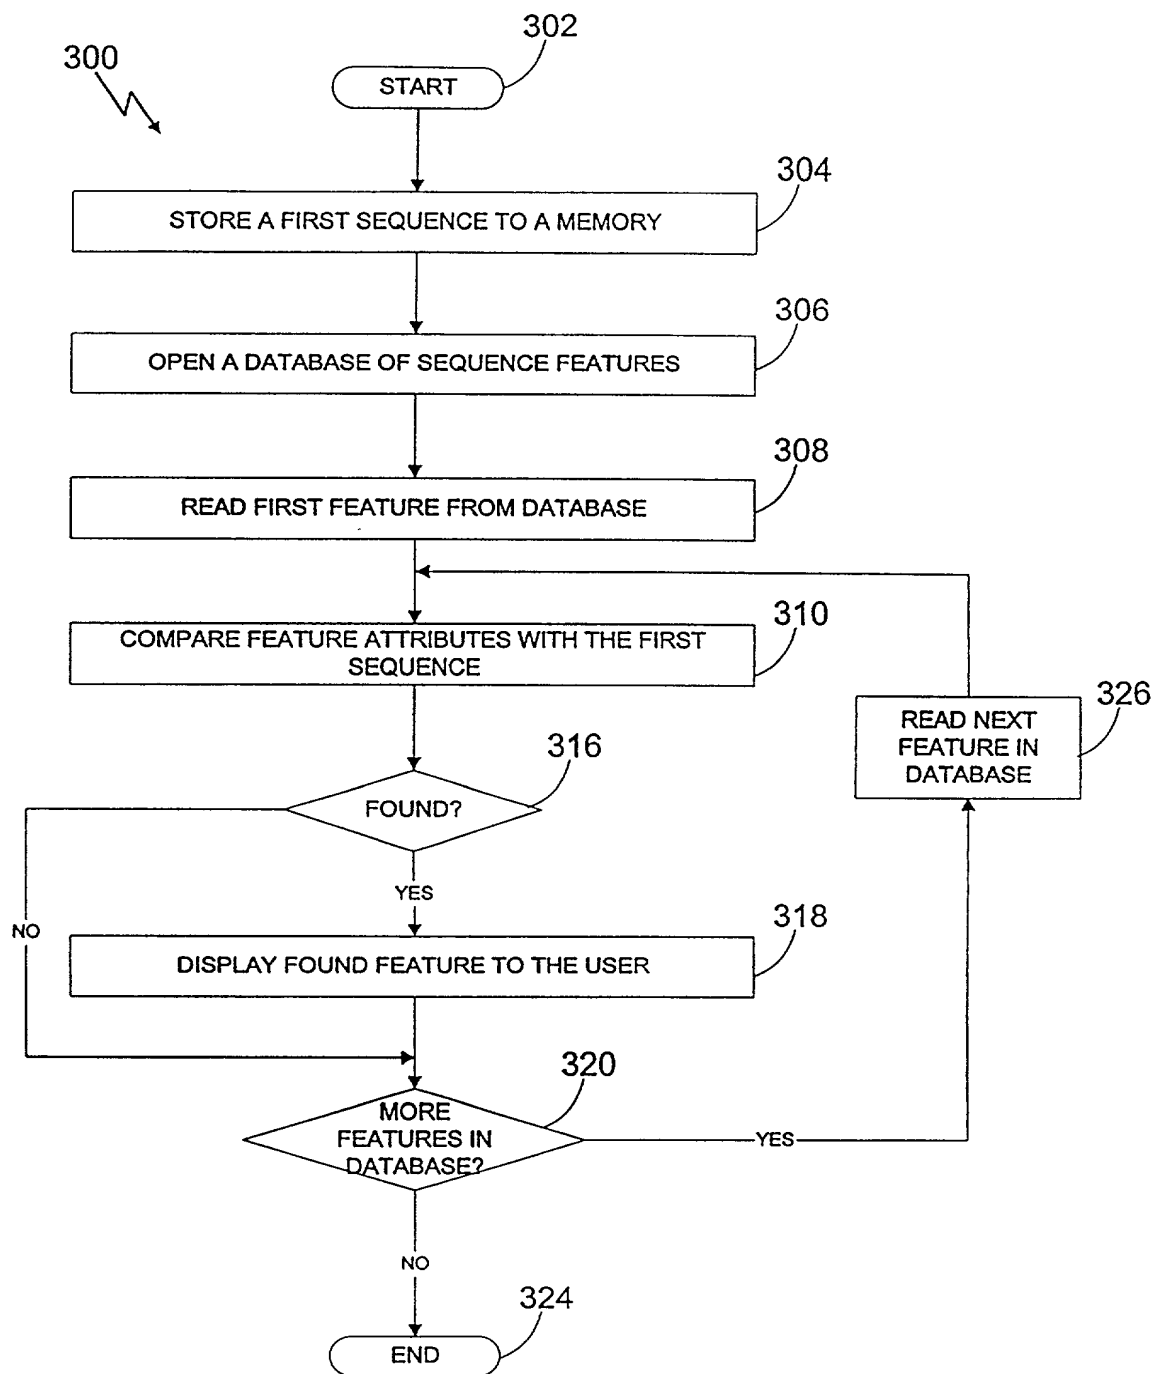 302
300
START
304
STORE A FIRST SEQUENCE TO A MEMORY
306
OPEN A DATABASE OF SEQUENCE FEATURES
308
READ FIRST FEATURE FROM DATABASE
310
COMPARE FEATURE ATTRIBUTES WITH THE FIRST
SEQUENCE
326
READ NEXT
FEATURE IN
DATABASE
316
FOUND?
YES
NO
318
DISPLAY FOUND FEATURE TO THE USER
320
MORE
FEATURES IN
DATABASE?
YES
NO
324
END